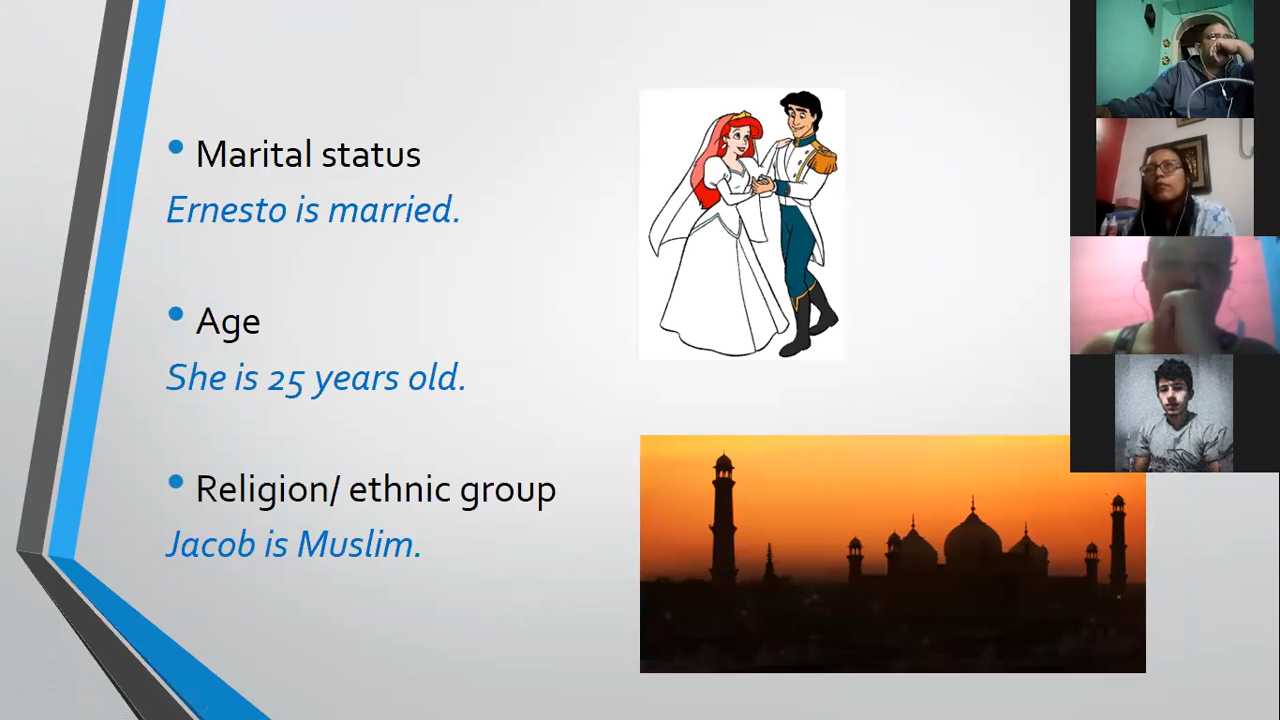 Marital status
Ernesto is married.
Age
She is 25 years old.
Religion/ ethnic group
Jacob is Muslim.